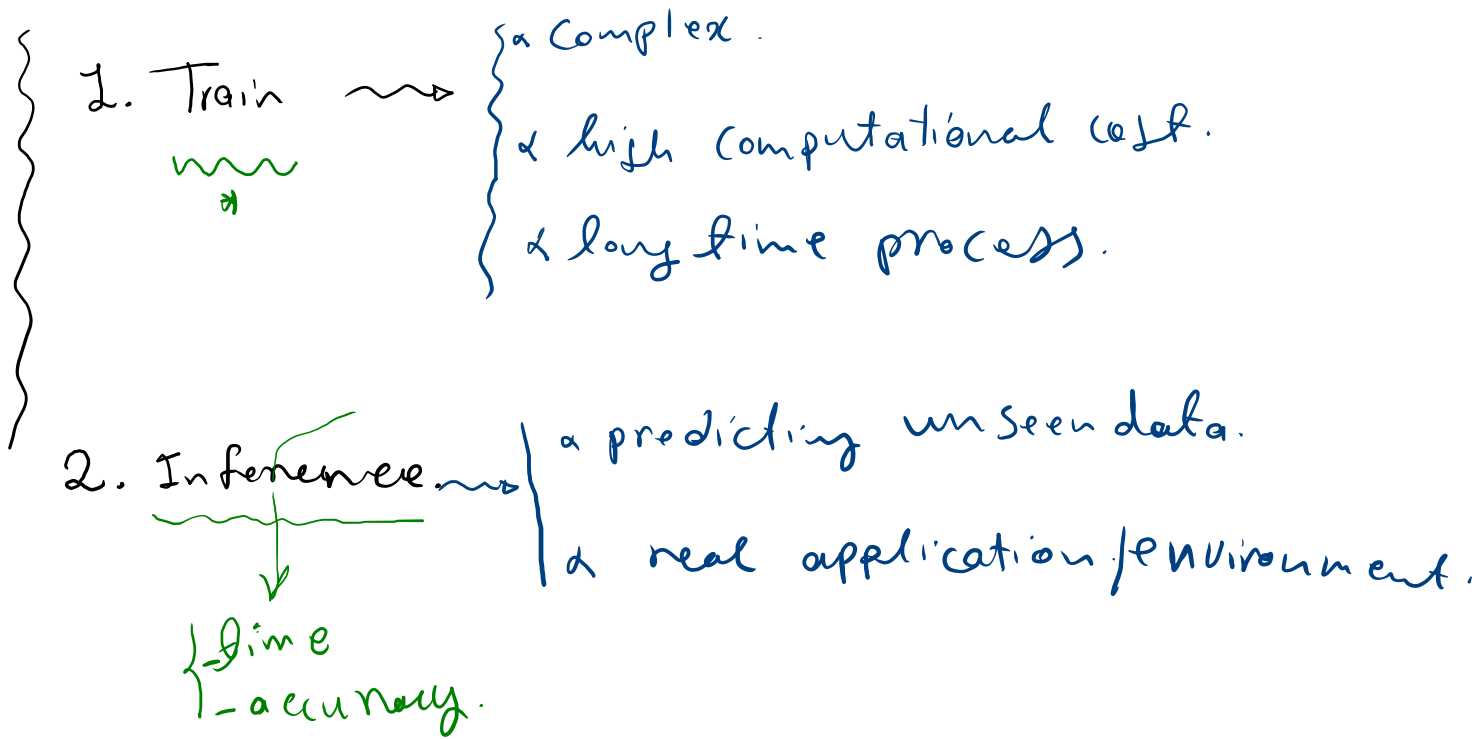 1. Train
α Complex.
α high computational cost.
α long time process.
2. Inference.
α predicting unseen data.
α real application/environment.
- time
- accuracy.